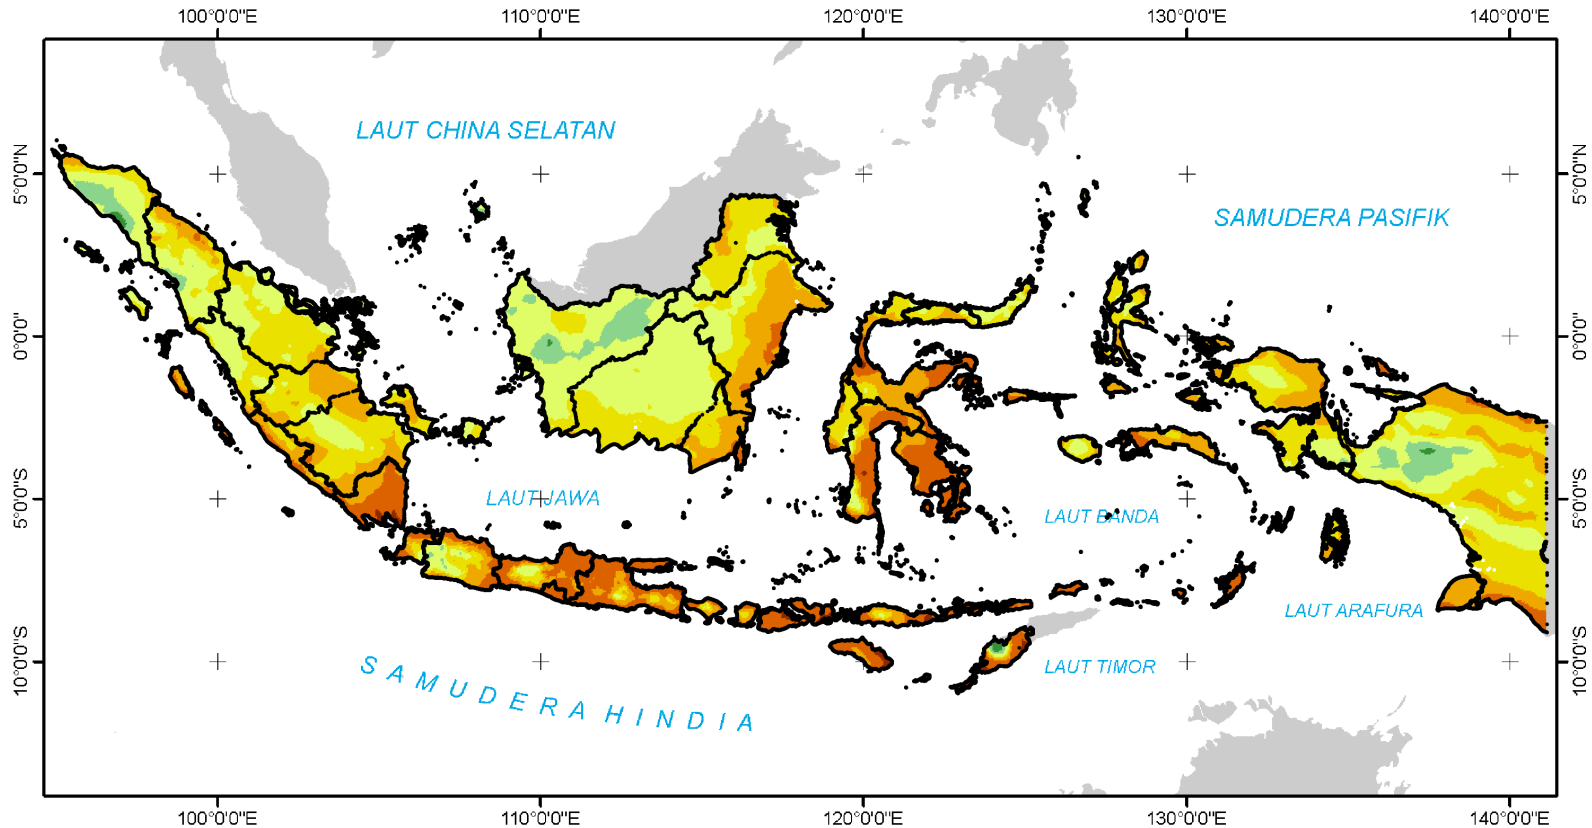 100°0'0"E 110°0'0"E 120°0'0"E 130°0'0"E 140°0'0"E
LAUT CHINA SELATAN
5°0'0"N 5°0'0"N
SAMUDERA PASIFIK
0°0'0" 0°0'0"
5°0'0"S LAUT JAWA 5°0'0"S
LAUT BANDA
LAUT ARAFURA
10°0'0"S LAUT TIMOR 10°0'0"S
SAMUDERA HINDIA
100°0'0"E 110°0'0"E 120°0'0"E 130°0'0"E 140°0'0"E